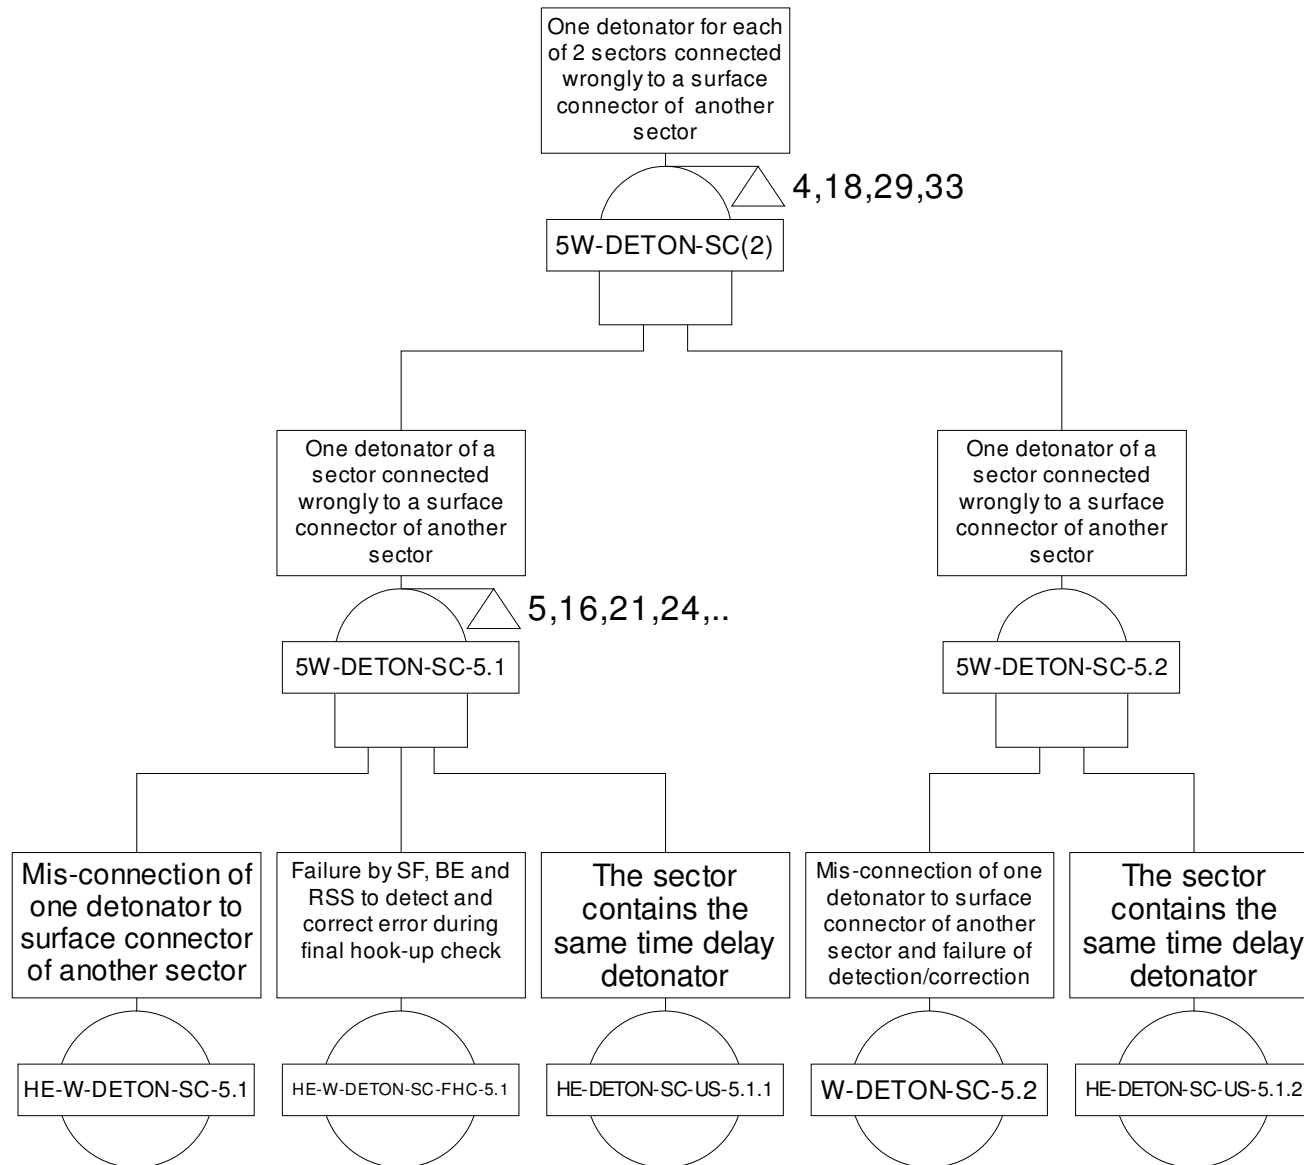 One detonator for each
of 2 sectors connected
wrongly to a surface
connector of another
sector
4,18,29,33
5W-DETON-SC(2)
One detonator of a
sector connected
wrongly to a surface
connector of another
sector
5,16,21,24,..
5W-DETON-SC-5.1
One detonator of a
sector connected
wrongly to a surface
connector of another
sector
5W-DETON-SC-5.2
Mis-connection of
one detonator to
surface connector
of another sector
HE-W-DETON-SC-5.1
Failure by SF, BE and
RSS to detect and
correct error during
final hook-up check
HE-W-DETON-SC-FHC-5.1
The sector
contains the
same time delay
detonator
HE-DETON-SC-US-5.1.1
Mis-connection of one
detonator to surface
connector of another
sector and failure of
detection/correction
W-DETON-SC-5.2
The sector
contains the
same time delay
detonator
HE-DETON-SC-US-5.1.2